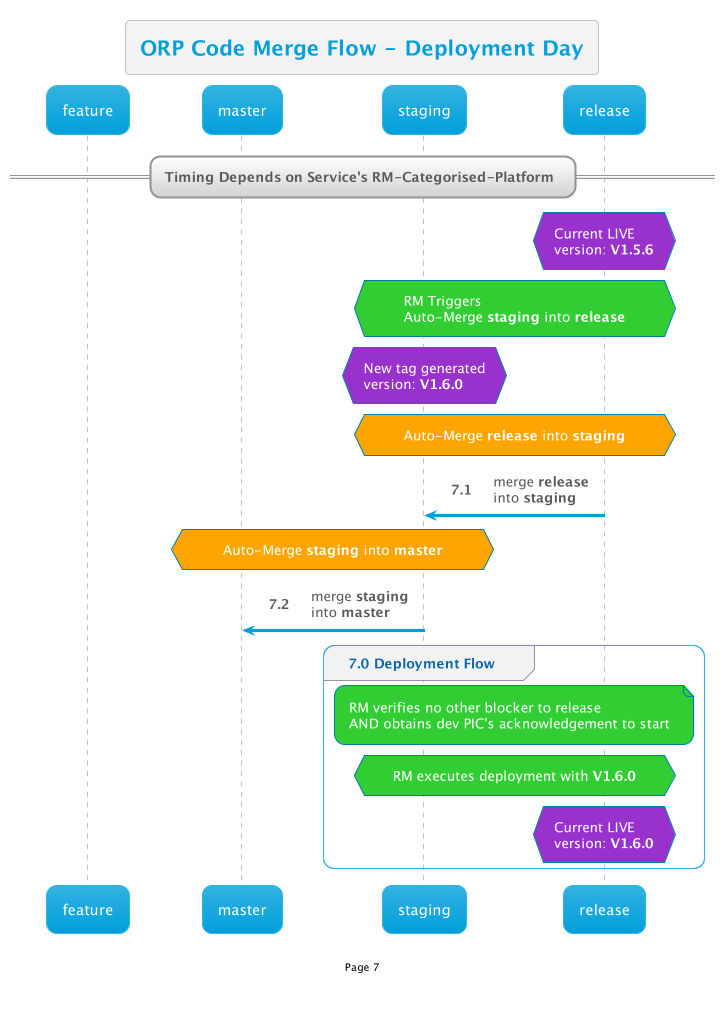 ORP Code Merge Flow - Deployment Day
feature
master
staging
release
Timing Depends on Service's RM-Categorised-Platform
Current LIVE
version: V1.5.6
RM Triggers
Auto-Merge staging into release
New tag generated
version: V1.6.0
Auto-Merge release into staging
7.1
merge release
into staging
Auto-Merge staging into master
7.2
merge staging
into master
7.0 Deployment Flow
RM verifies no other blocker to release
AND obtains dev PIC's acknowledgement to start
RM executes deployment with V1.6.0
Current LIVE
version: V1.6.0
feature
master
staging
release
Page 7